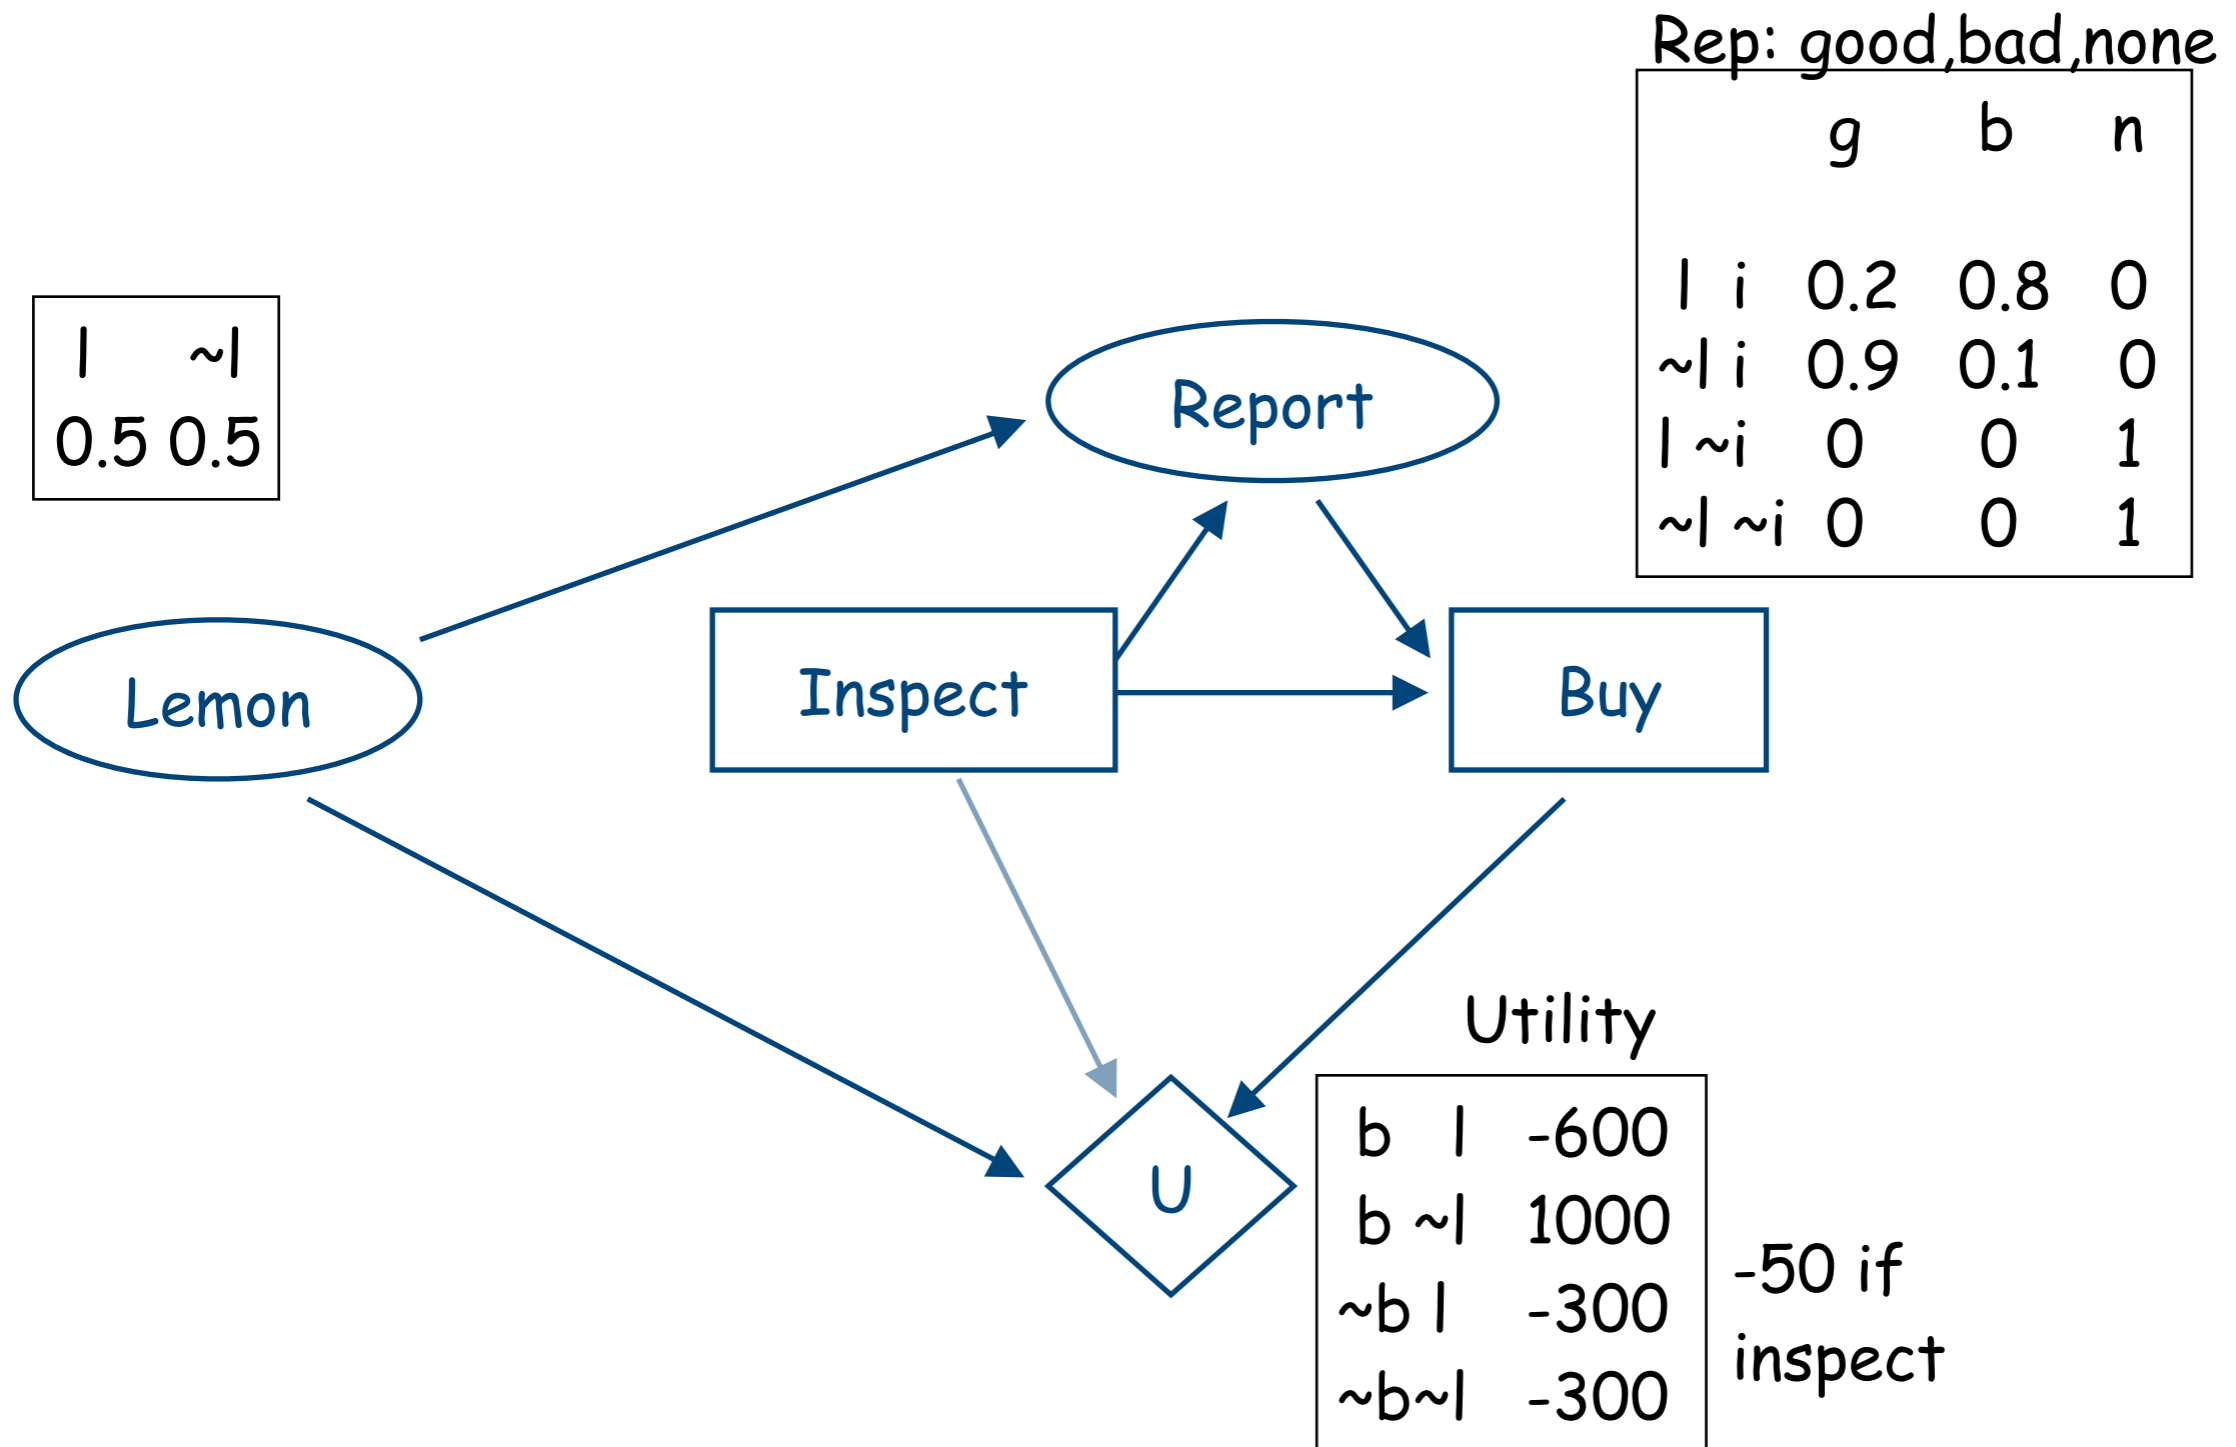 Rep: good,bad,none
g b n
l i 0.2 0.8 0
~l i 0.9 0.1 0
l ~i 0 0 1
~l ~i 0 0 1
l ~l
0.5 0.5
Report
Lemon
Inspect
Buy
U
Utility
b l -600
b ~l 1000
~b l -300
~b~l -300
-50 if
inspect